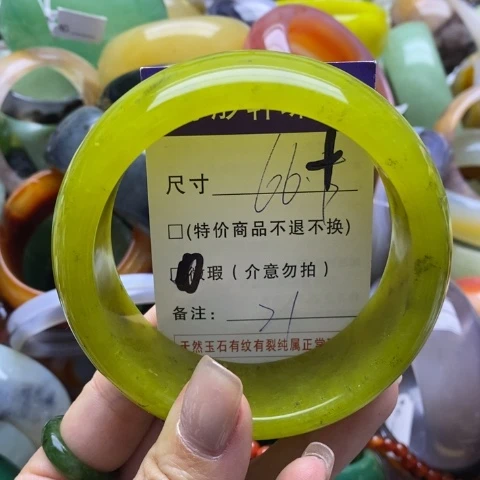 尺寸 66
□(特价商品不退不换)
瑕(介意勿拍)
备注: 21
天然玉石有纹有裂纯属正常